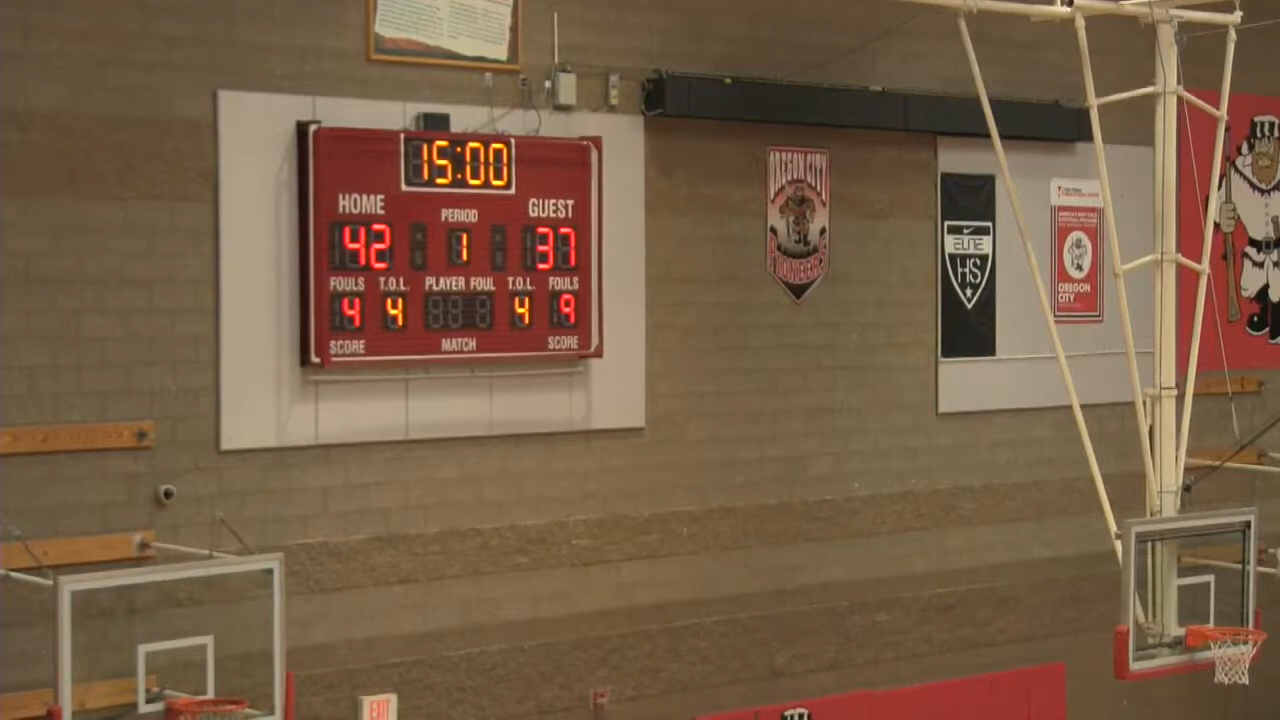 15:00
HOME
PERIOD
GUEST
42
1
37
FOULS T.O.L. PLAYER FOUL T.O.L. FOULS
4 4 4 9
SCORE MATCH SCORE
OREGON CITY
PIONEERS
ELITE
HS
OREGON
CITY
EXIT